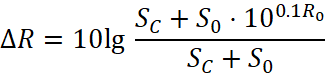 ΔR = 10lg (S_C + S_0 · 10^{0.1R_0}) / (S_C + S_0)